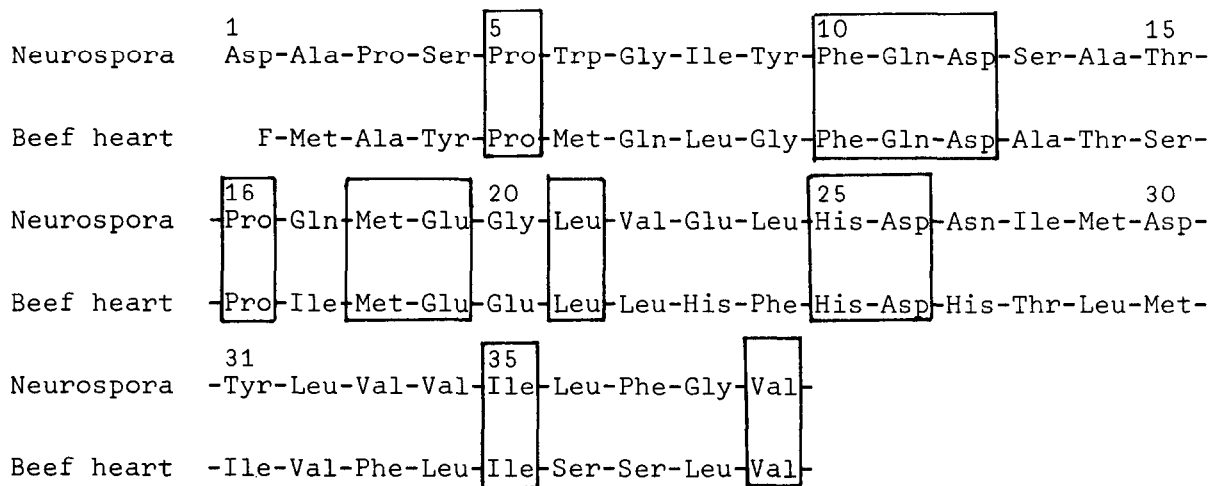 1 5 10 15
Neurospora Asp-Ala-Pro-Ser-Pro-Trp-Gly-Ile-Tyr-Phe-Gln-Asp-Ser-Ala-Thr-
Beef heart F-Met-Ala-Tyr-Pro-Met-Gln-Leu-Gly-Phe-Gln-Asp-Ala-Thr-Ser-
16 20 25 30
Neurospora -Pro-Gln-Met-Glu-Gly-Leu-Val-Glu-Leu-His-Asp-Asn-Ile-Met-Asp-
Beef heart -Pro-Ile-Met-Glu-Glu-Leu-Leu-His-Phe-His-Asp-His-Thr-Leu-Met-
31 35
Neurospora -Tyr-Leu-Val-Val-Ile-Leu-Phe-Gly-Val-
Beef heart -Ile-Val-Phe-Leu-Ile-Ser-Ser-Leu-Val-